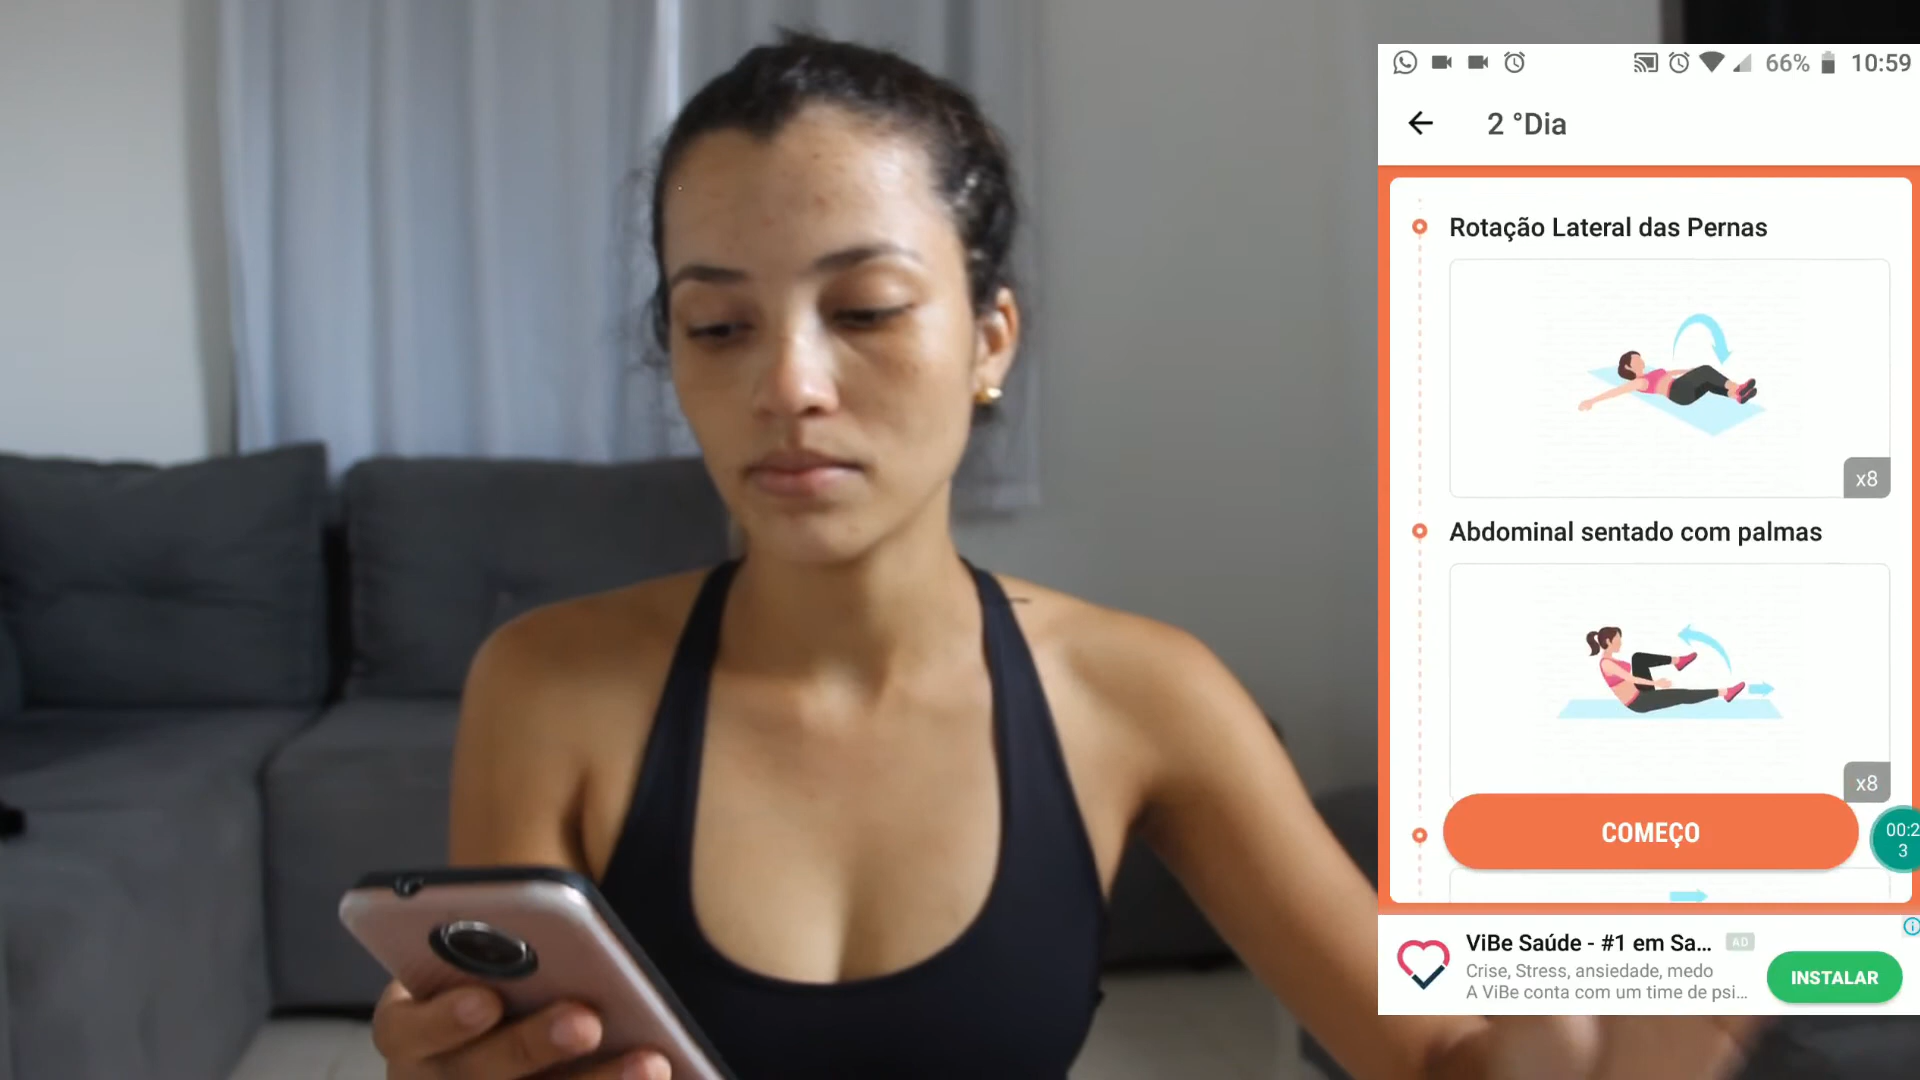 66% 10:59
2 °Dia
Rotação Lateral das Pernas
x8
Abdominal sentado com palmas
x8
COMEÇO
00:2
3
ViBe Saúde - #1 em Sa... AD
Crise, Stress, ansiedade, medo
A ViBe conta com um time de psi...
INSTALAR